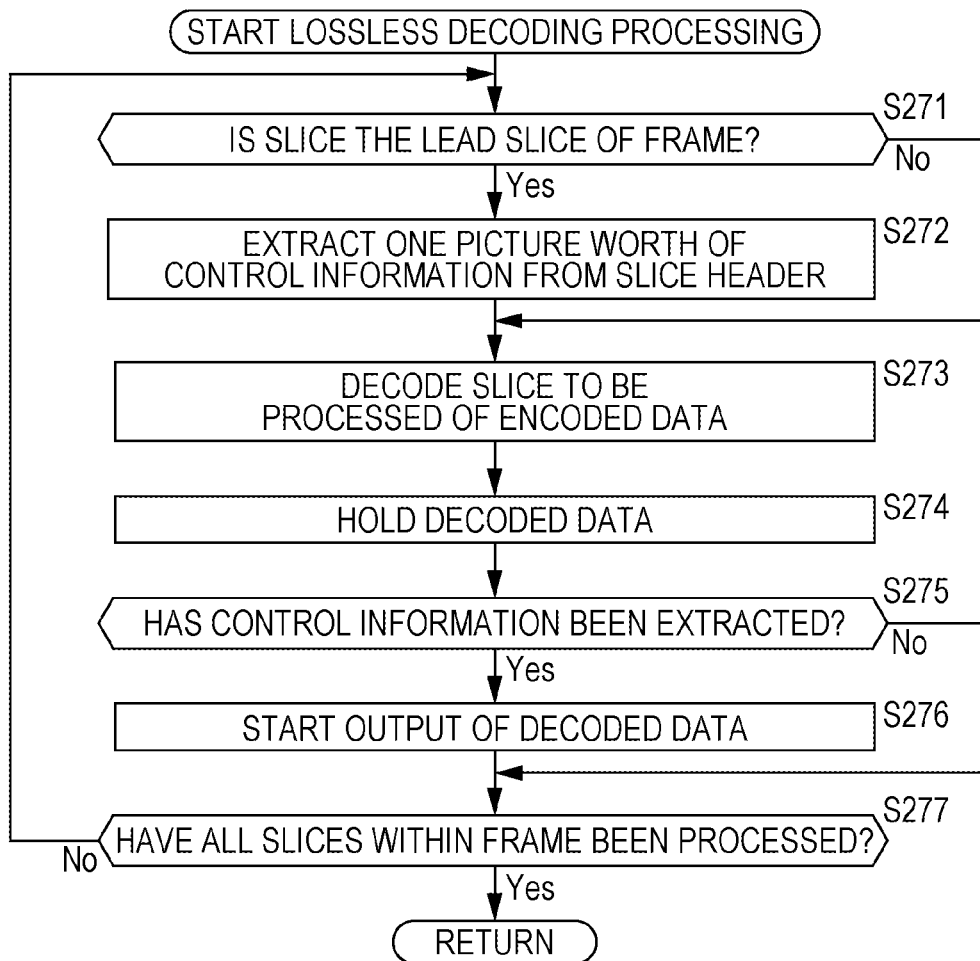 START LOSSLESS DECODING PROCESSING
S271
IS SLICE THE LEAD SLICE OF FRAME?
No
Yes
S272
EXTRACT ONE PICTURE WORTH OF
CONTROL INFORMATION FROM SLICE HEADER
S273
DECODE SLICE TO BE
PROCESSED OF ENCODED DATA
S274
HOLD DECODED DATA
S275
HAS CONTROL INFORMATION BEEN EXTRACTED?
No
Yes
S276
START OUTPUT OF DECODED DATA
S277
HAVE ALL SLICES WITHIN FRAME BEEN PROCESSED?
No
Yes
RETURN